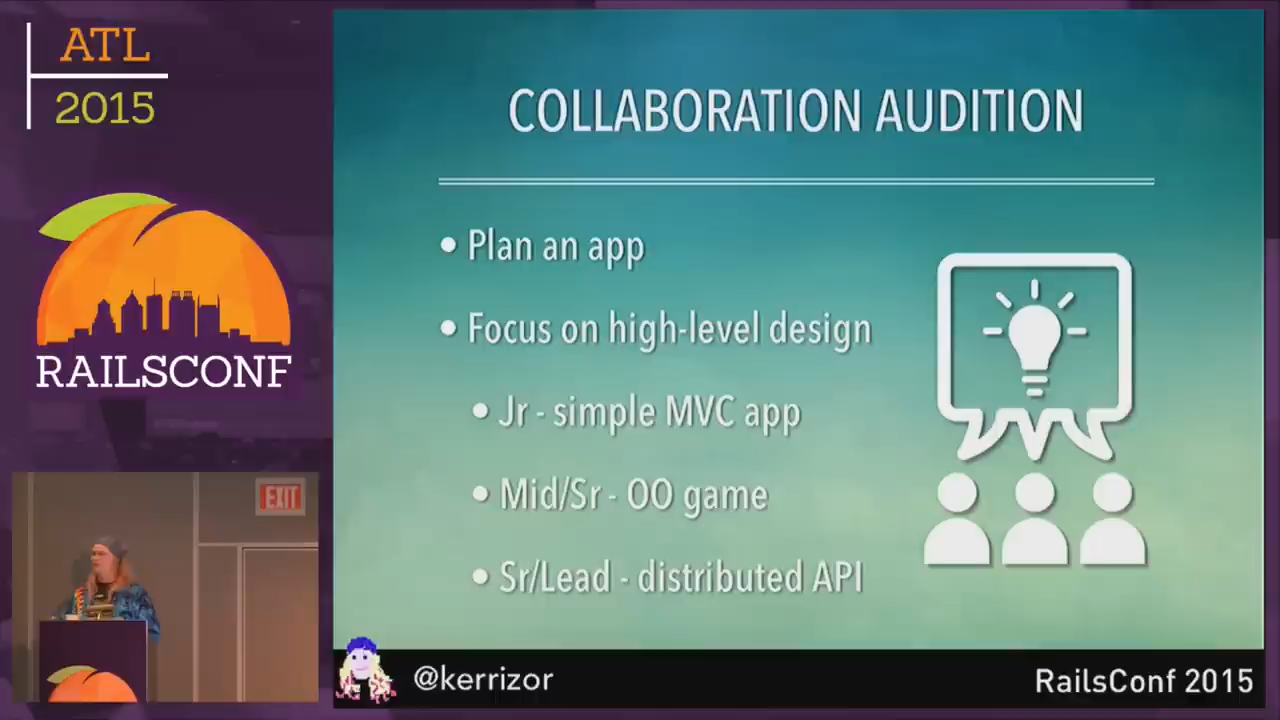 ATL
2015
RAILSCONF
EXIT
COLLABORATION AUDITION
• Plan an app
• Focus on high-level design
• Jr - simple MVC app
• Mid/Sr - OO game
• Sr/Lead - distributed API
@kerrizor
RailsConf 2015